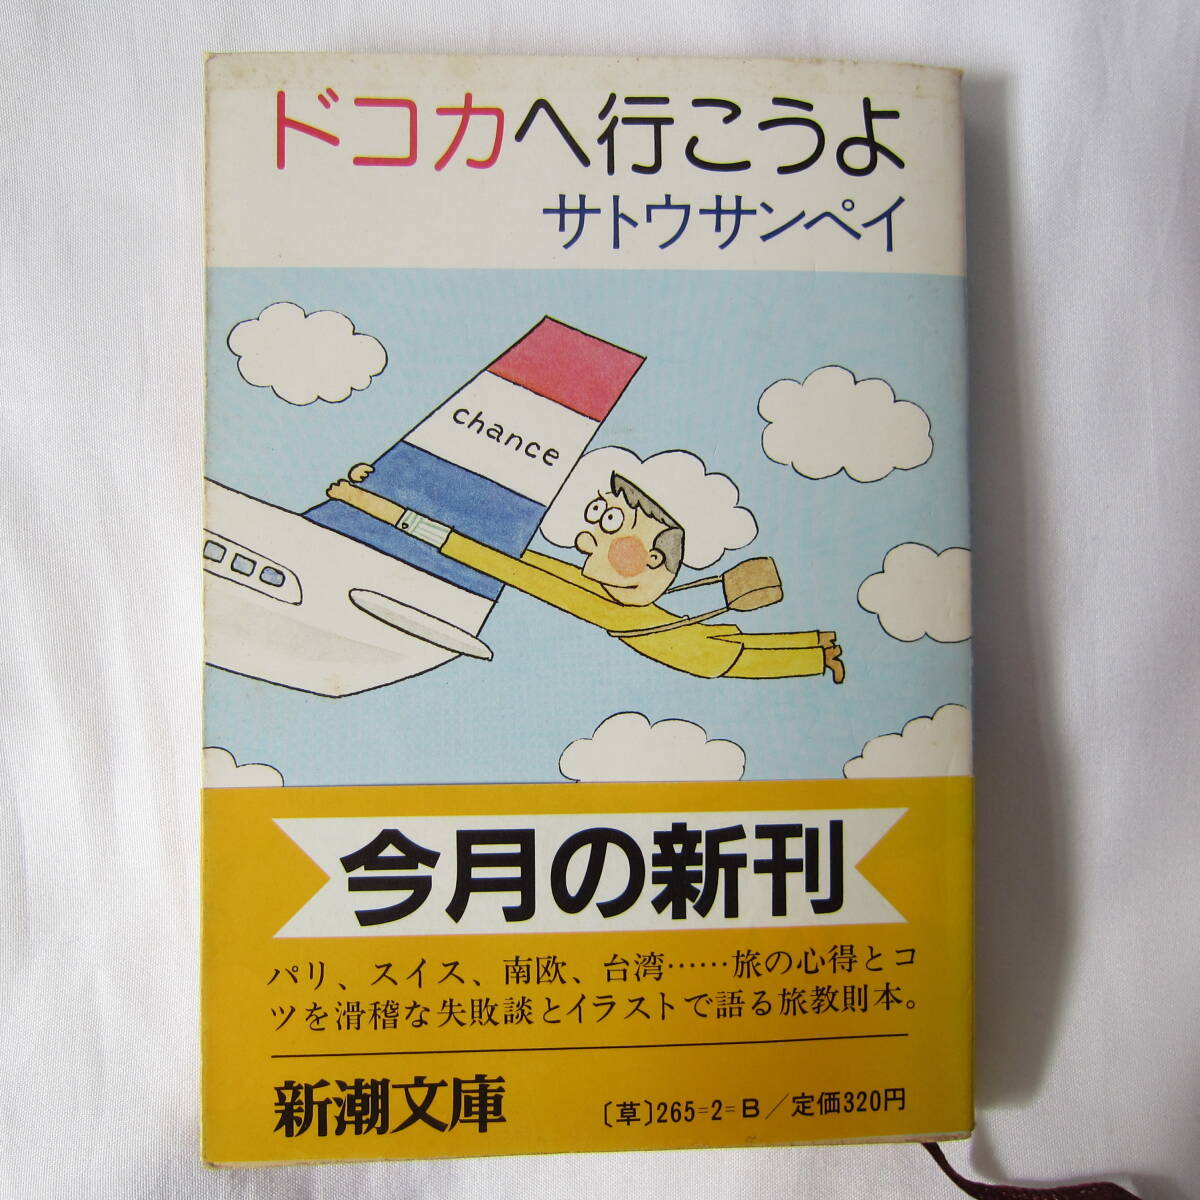 ドコカへ行こうよ
サトウサンペイ
chance
今月の新刊
パリ、スイス、南欧、台湾……旅の心得とコ
ツを滑稽な失敗談とイラストで語る旅教則本。
新潮文庫
〔草〕265=2=B／定価320円